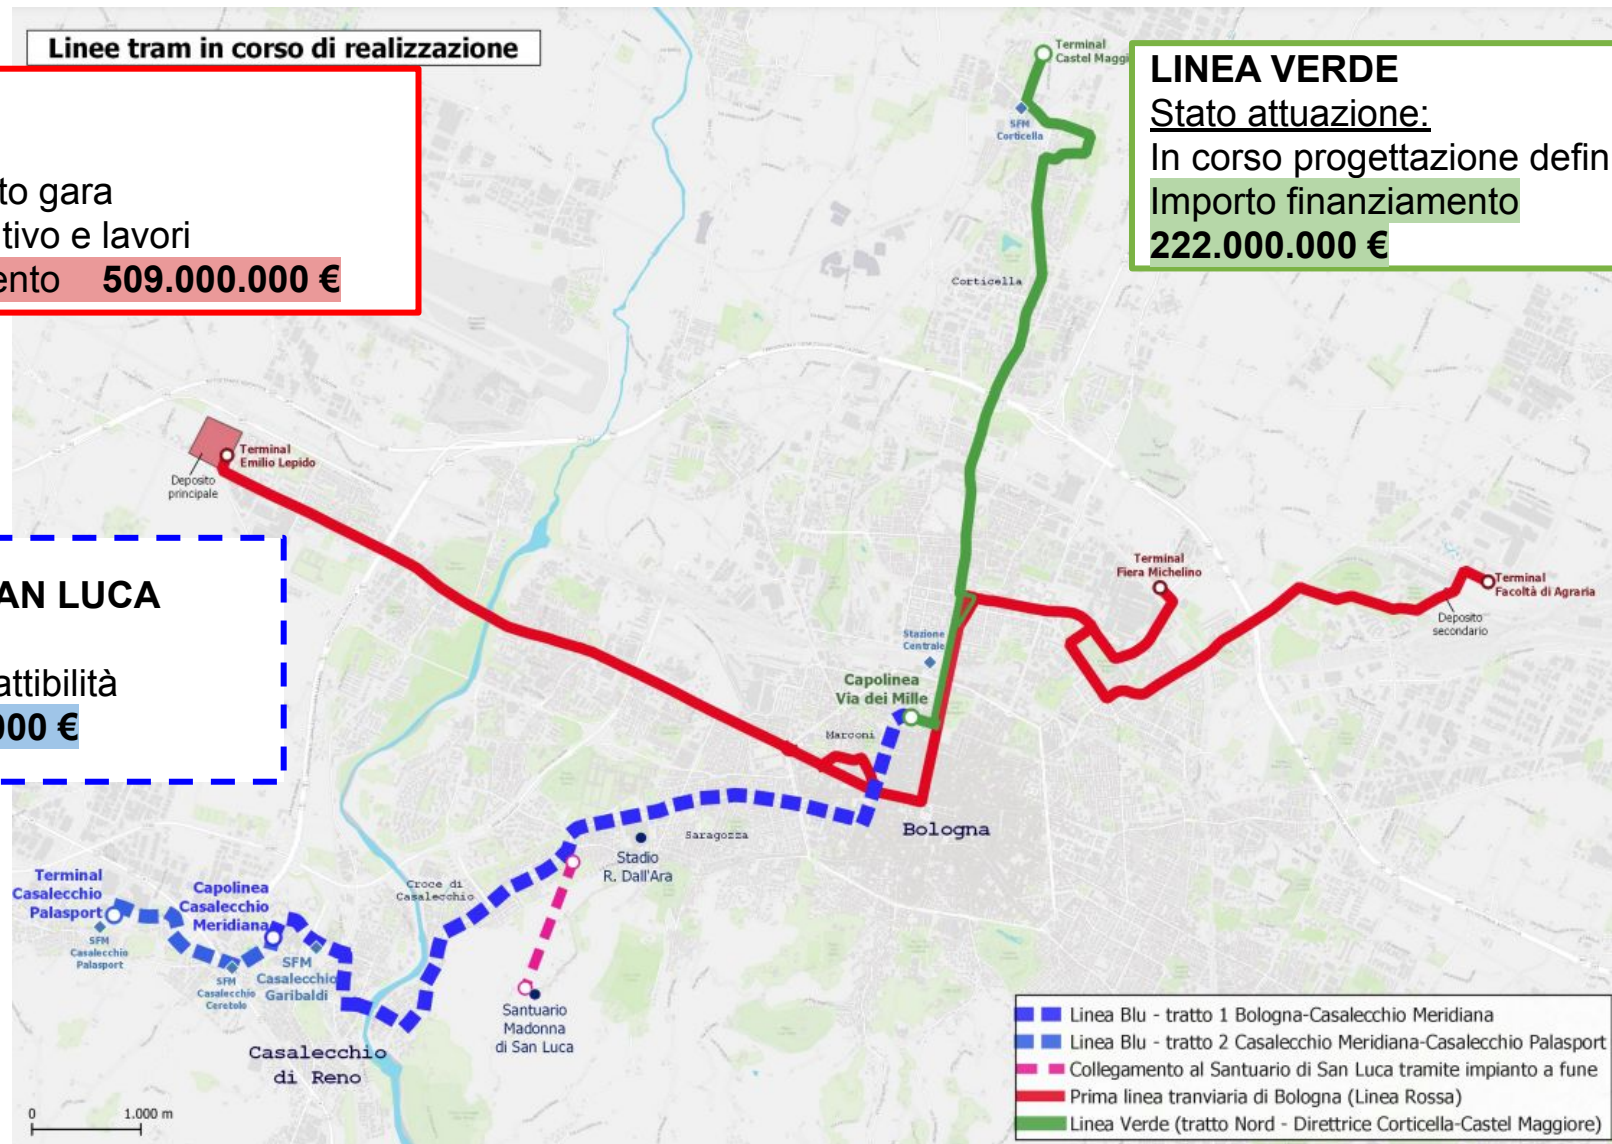 Linee tram in corso di realizzazione
to gara
tivo e lavori
ento 509.000.000 €
Terminal
Castel Maggi
SFM
Corticella
LINEA VERDE
Stato attuazione:
In corso progettazione defin
Importo finanziamento
222.000.000 €
Corticella
Terminal
Emilio Lepido
Deposito
principale
AN LUCA
attibilità
000 €
Terminal
Fiera Michelino
Terminal
Facoltà di Agraria
Deposito
secondario
Stazione
Centrale
Capolinea
Via dei Mille
Marconi
Bologna
Saragozza
Stadio
R. Dall'Ara
Croce di
Casalecchio
Terminal
Casalecchio
Palasport
SFM
Casalecchio
Palasport
Capolinea
Casalecchio
Meridiana
SFM
Casalecchio
Ceretolo
SFM
Casalecchio
Garibaldi
Santuario
Madonna
di San Luca
Casalecchio
di Reno
0 1.000 m
Linea Blu - tratto 1 Bologna-Casalecchio Meridiana
Linea Blu - tratto 2 Casalecchio Meridiana-Casalecchio Palasport
Collegamento al Santuario di San Luca tramite impianto a fune
Prima linea tranviaria di Bologna (Linea Rossa)
Linea Verde (tratto Nord - Direttrice Corticella-Castel Maggiore)